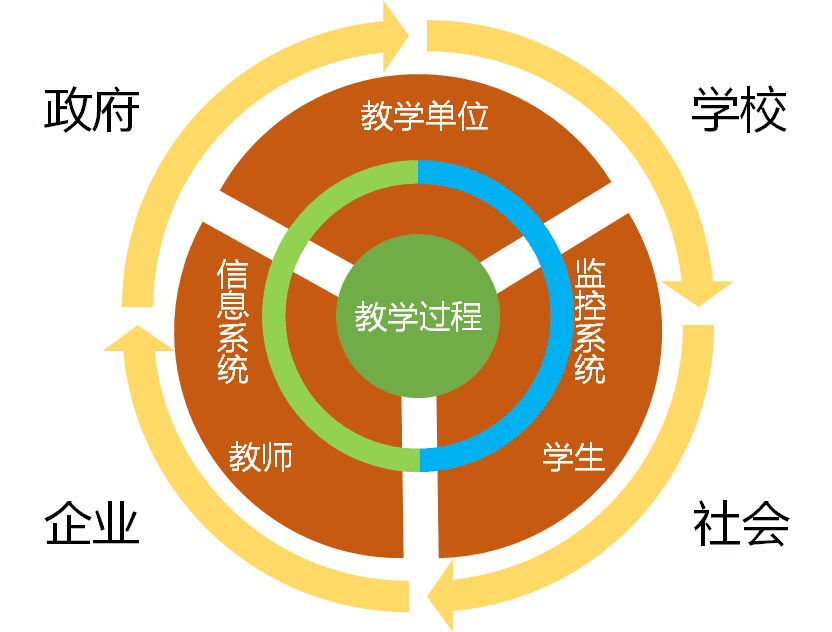 政府
学校
教学单位
信息系统
监控系统
教学过程
教师
学生
企业
社会